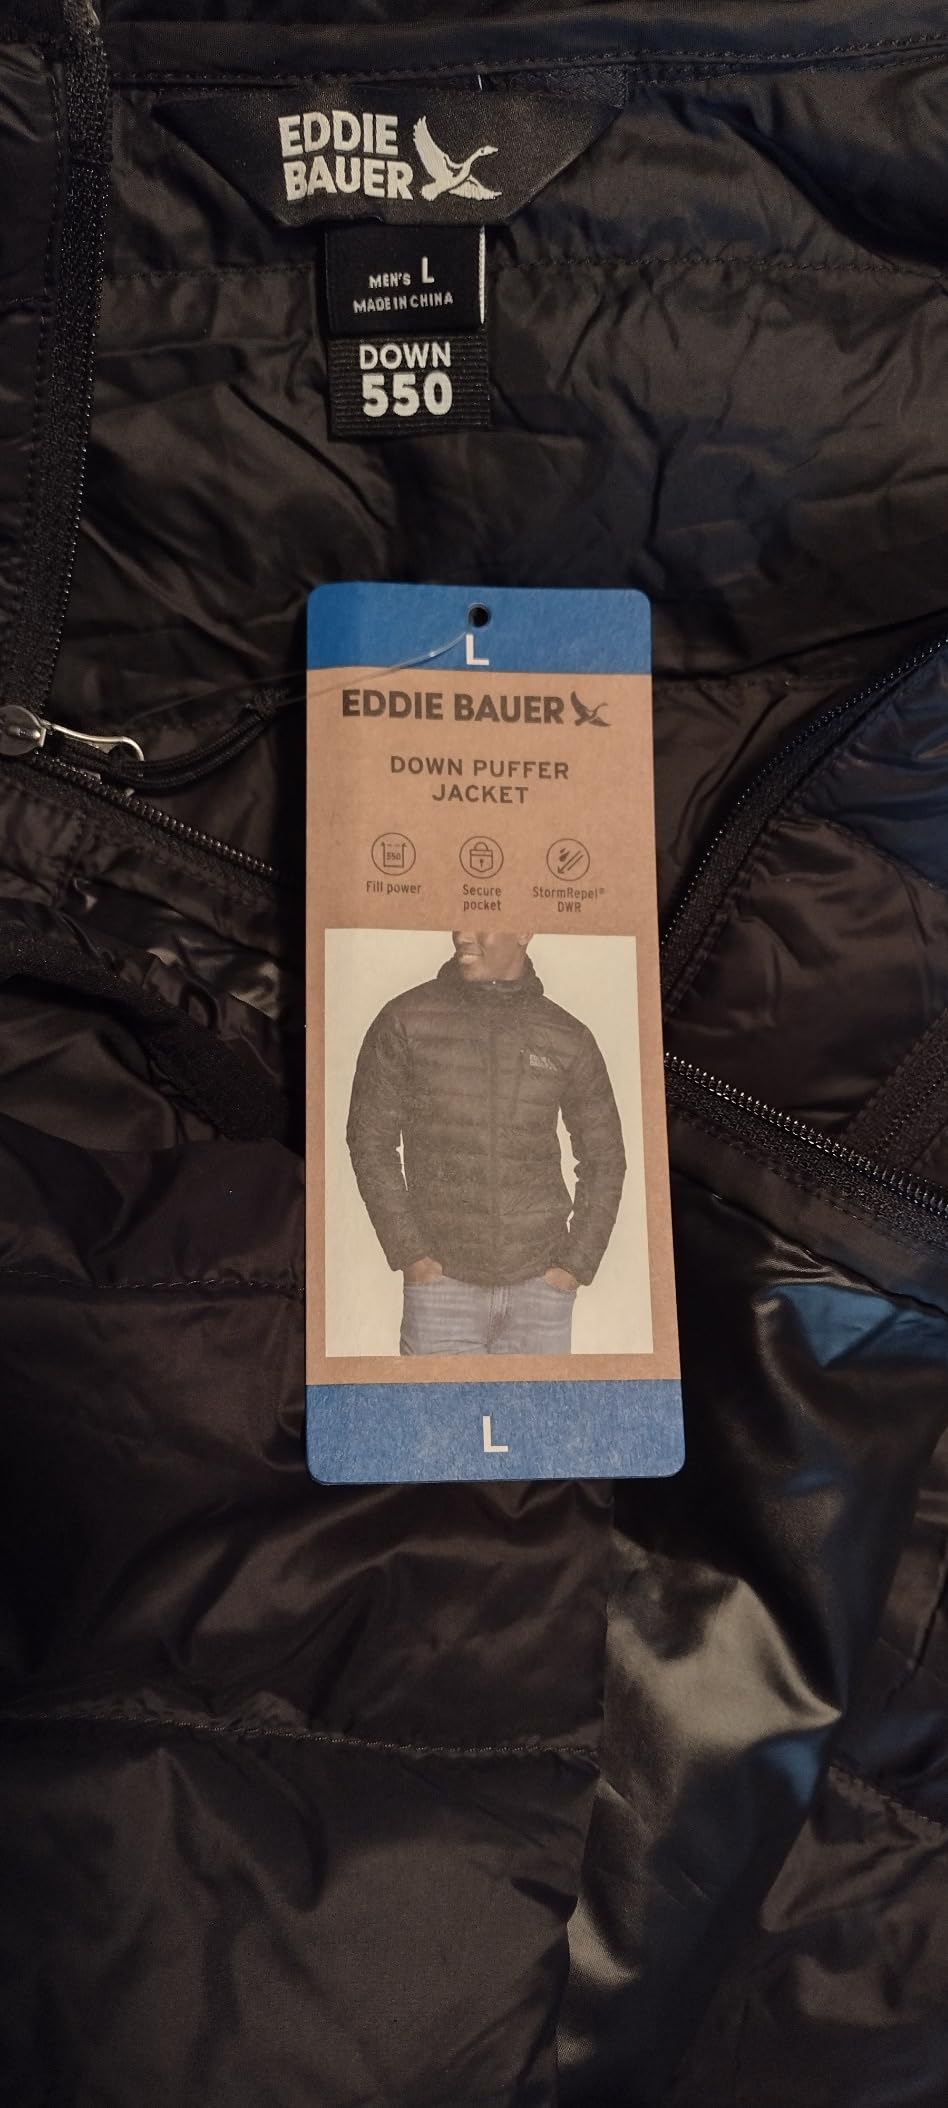 EDDIE
BAUER
MEN'S L
MADE IN CHINA
DOWN
550
L
EDDIE BAUER
DOWN PUFFER
JACKET
550
Fill power
Secure
pocket
StormRepel®
DWR
L